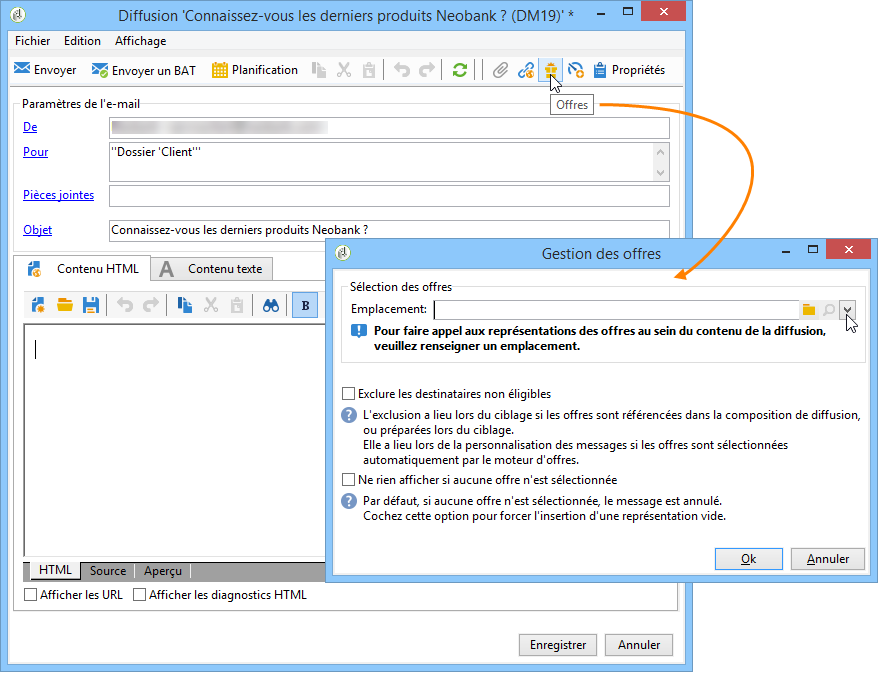 Diffusion 'Connaissez-vous les derniers produits Neobank ? (DM19)' *
Fichier Edition Affichage
Envoyer Envoyer un BAT Planification Propriétés
Offres
Paramètres de l'e-mail
De
Pour "Dossier 'Client'"
Pièces jointes
Objet Connaissez-vous les derniers produits Neobank ?
Contenu HTML A Contenu texte
B
HTML Source Aperçu
Afficher les URL Afficher les diagnostics HTML
Enregistrer Annuler
Gestion des offres
Sélection des offres
Emplacement:
Pour faire appel aux représentations des offres au sein du contenu de la diffusion,
veuillez renseigner un emplacement.
Exclure les destinataires non éligibles
L'exclusion a lieu lors du ciblage si les offres sont référencées dans la composition de diffusion,
ou préparées lors du ciblage.
Elle a lieu lors de la personnalisation des messages si les offres sont sélectionnées
automatiquement par le moteur d'offres.
Ne rien afficher si aucune offre n'est sélectionnée
Par défaut, si aucune offre n'est sélectionnée, le message est annulé.
Cochez cette option pour forcer l'insertion d'une représentation vide.
Ok Annuler